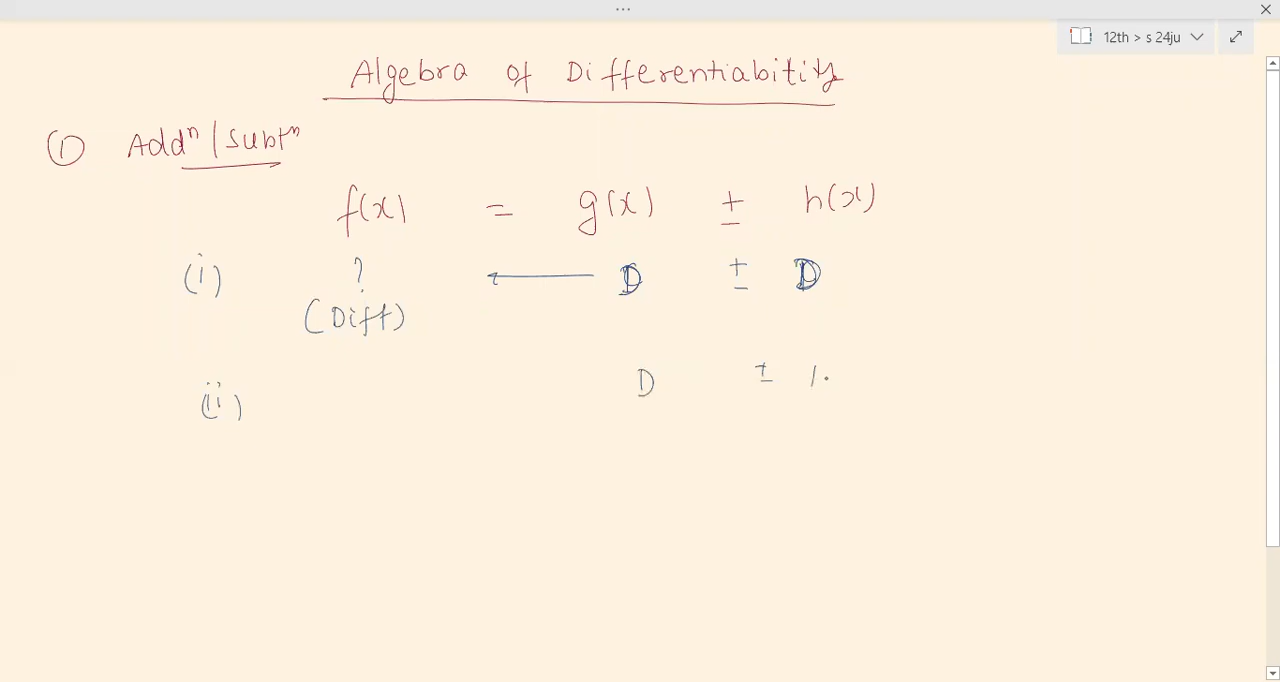 12th > s 24ju
Algebra of Differentiability
① Addⁿ | Subtⁿ
f(x) = g(x) ± h(x)
(i) ? ← D ± D
(Diff)
(ii) D ±